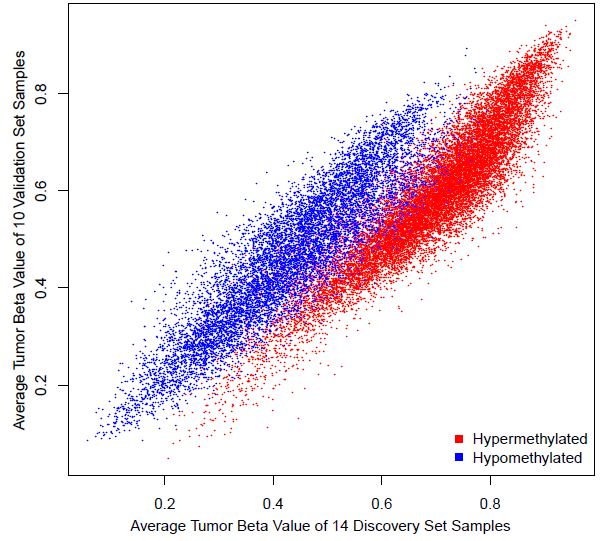 Average Tumor Beta Value of 10 Validation Set Samples
0.8
0.6
0.4
0.2
Hypermethylated
Hypomethylated
0.2 0.4 0.6 0.8
Average Tumor Beta Value of 14 Discovery Set Samples